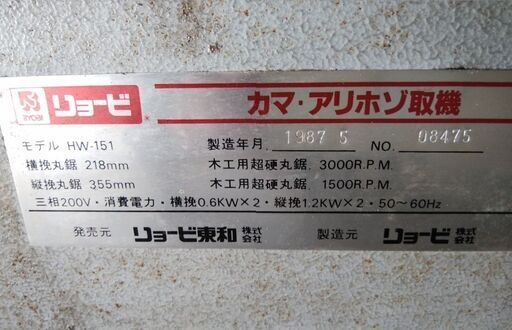 RYOBI リョービ カマ・アリホゾ取機
モデル HW-151 製造年月. 1987 5 NO. 08475
横挽丸鋸 218mm 木工用超硬丸鋸. 3000R.P.M.
縦挽丸鋸 355mm 木工用超硬丸鋸. 1500R.P.M.
三相200V・消費電力・横挽0.6KW×2・縦挽1.2KW×2・50〜60Hz
発売元 リョービ東和株式会社 製造元 リョービ株式会社